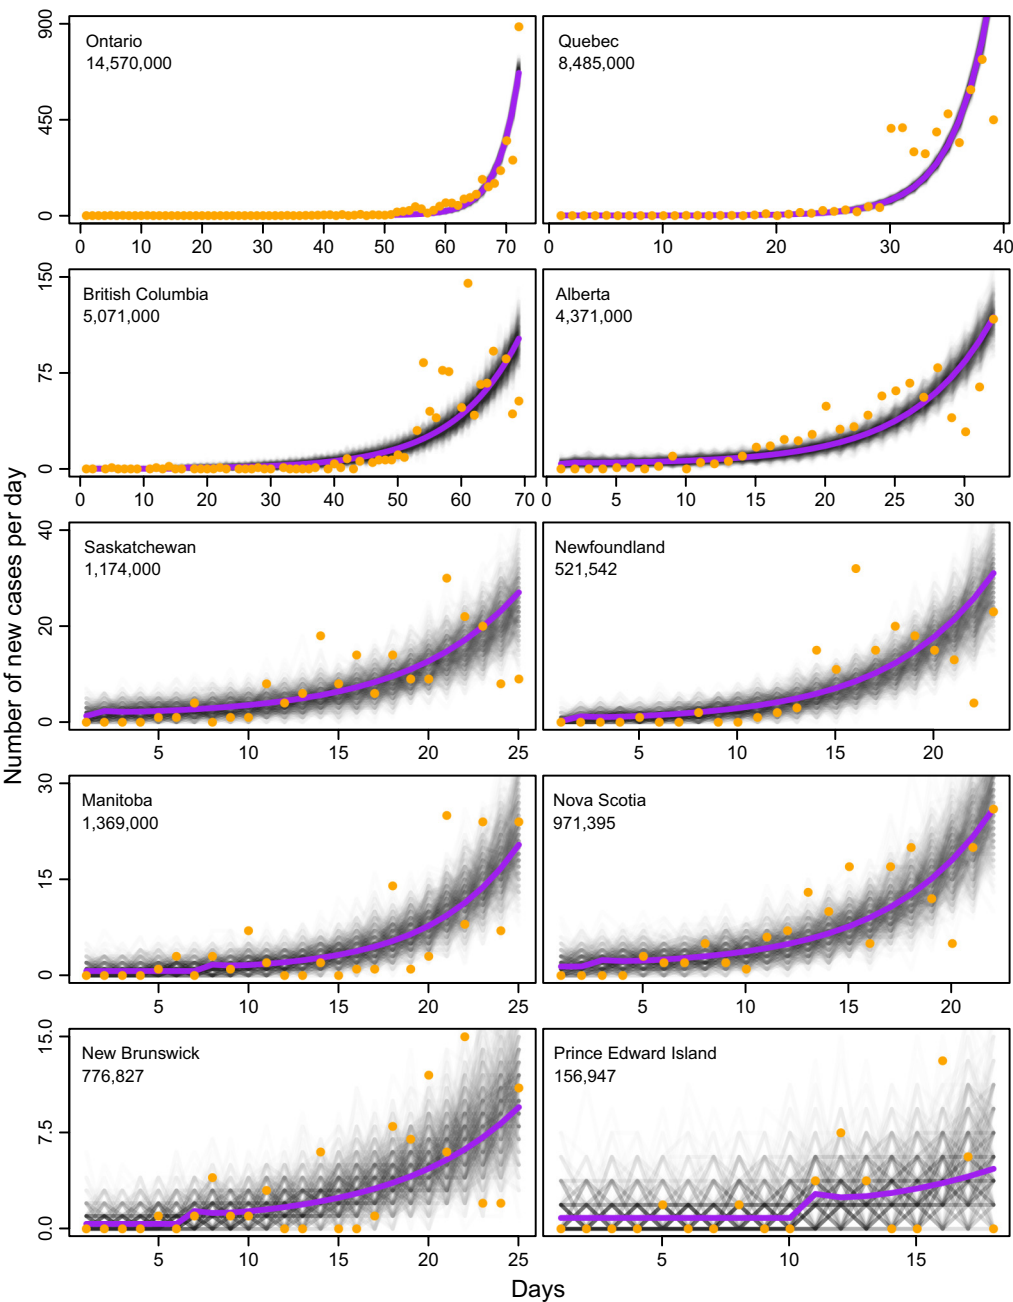 Number of new cases per day
900
450
0
Ontario
14,570,000
0 10 20 30 40 50 60 70
Quebec
8,485,000
0 10 20 30 40
150
75
0
British Columbia
5,071,000
0 10 20 30 40 50 60 70
Alberta
4,371,000
0 5 10 15 20 25 30
40
20
0
Saskatchewan
1,174,000
5 10 15 20 25
Newfoundland
521,542
5 10 15 20
30
15
0
Manitoba
1,369,000
5 10 15 20 25
Nova Scotia
971,395
5 10 15 20
15.0
7.5
0.0
New Brunswick
776,827
5 10 15 20 25
Prince Edward Island
156,947
5 10 15
Days